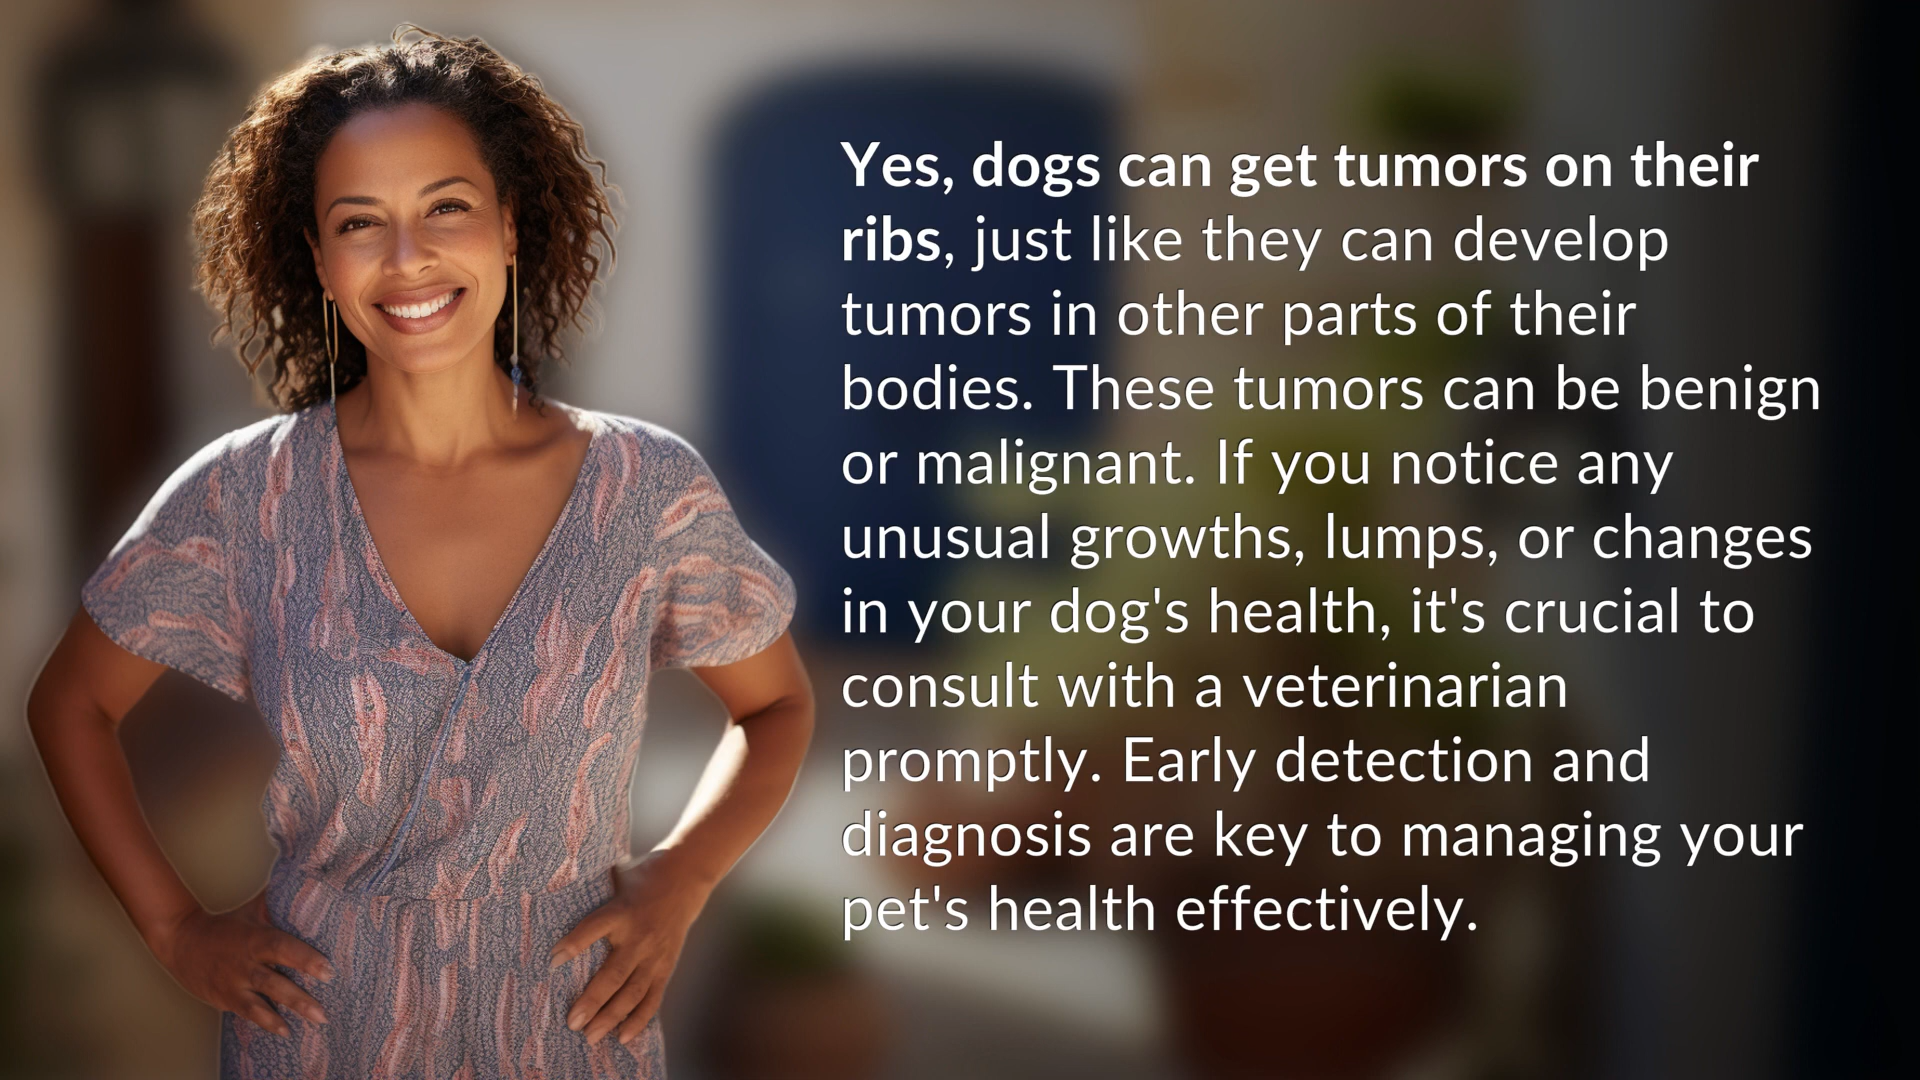 Yes, dogs can get tumors on their
ribs, just like they can develop
tumors in other parts of their
bodies. These tumors can be benign
or malignant. If you notice any
unusual growths, lumps, or changes
in your dog's health, it's crucial to
consult with a veterinarian
promptly. Early detection and
diagnosis are key to managing your
pet's health effectively.